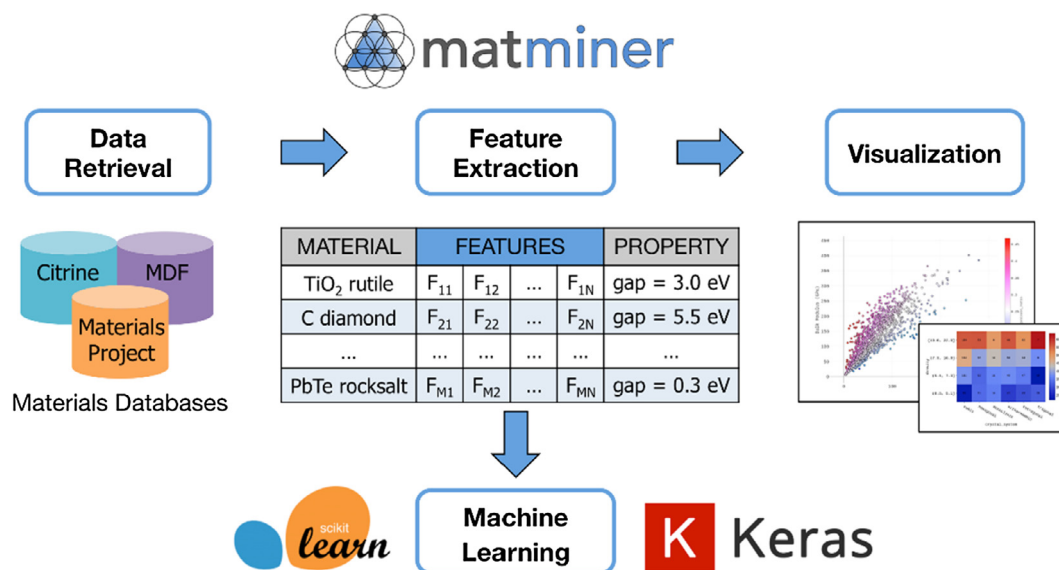 matminer
Data
Retrieval
Feature
Extraction
Visualization
Citrine
MDF
Materials
Project
Materials Databases
MATERIAL FEATURES PROPERTY
TiO₂ rutile F₁₁ F₁₂ ... F₁N gap = 3.0 eV
C diamond F₂₁ F₂₂ ... F₂N gap = 5.5 eV
... ... ... ... ... ...
PbTe rocksalt FM1 FM2 ... FMN gap = 0.3 eV
scikit
learn
Machine
Learning
K Keras